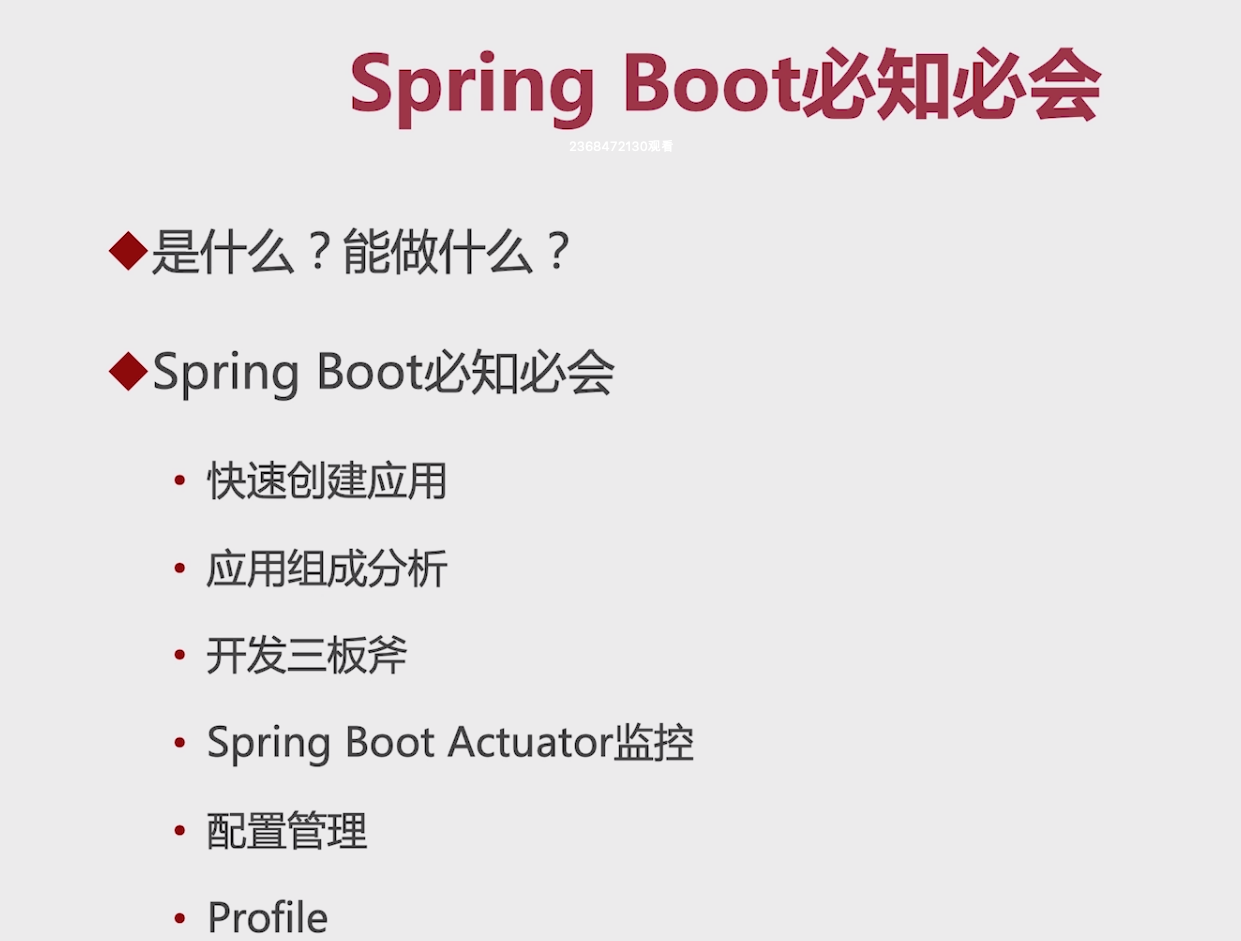 Spring Boot必知必会
2368472130观看
◆是什么？能做什么？
◆Spring Boot必知必会
• 快速创建应用
• 应用组成分析
• 开发三板斧
• Spring Boot Actuator监控
• 配置管理
• Profile